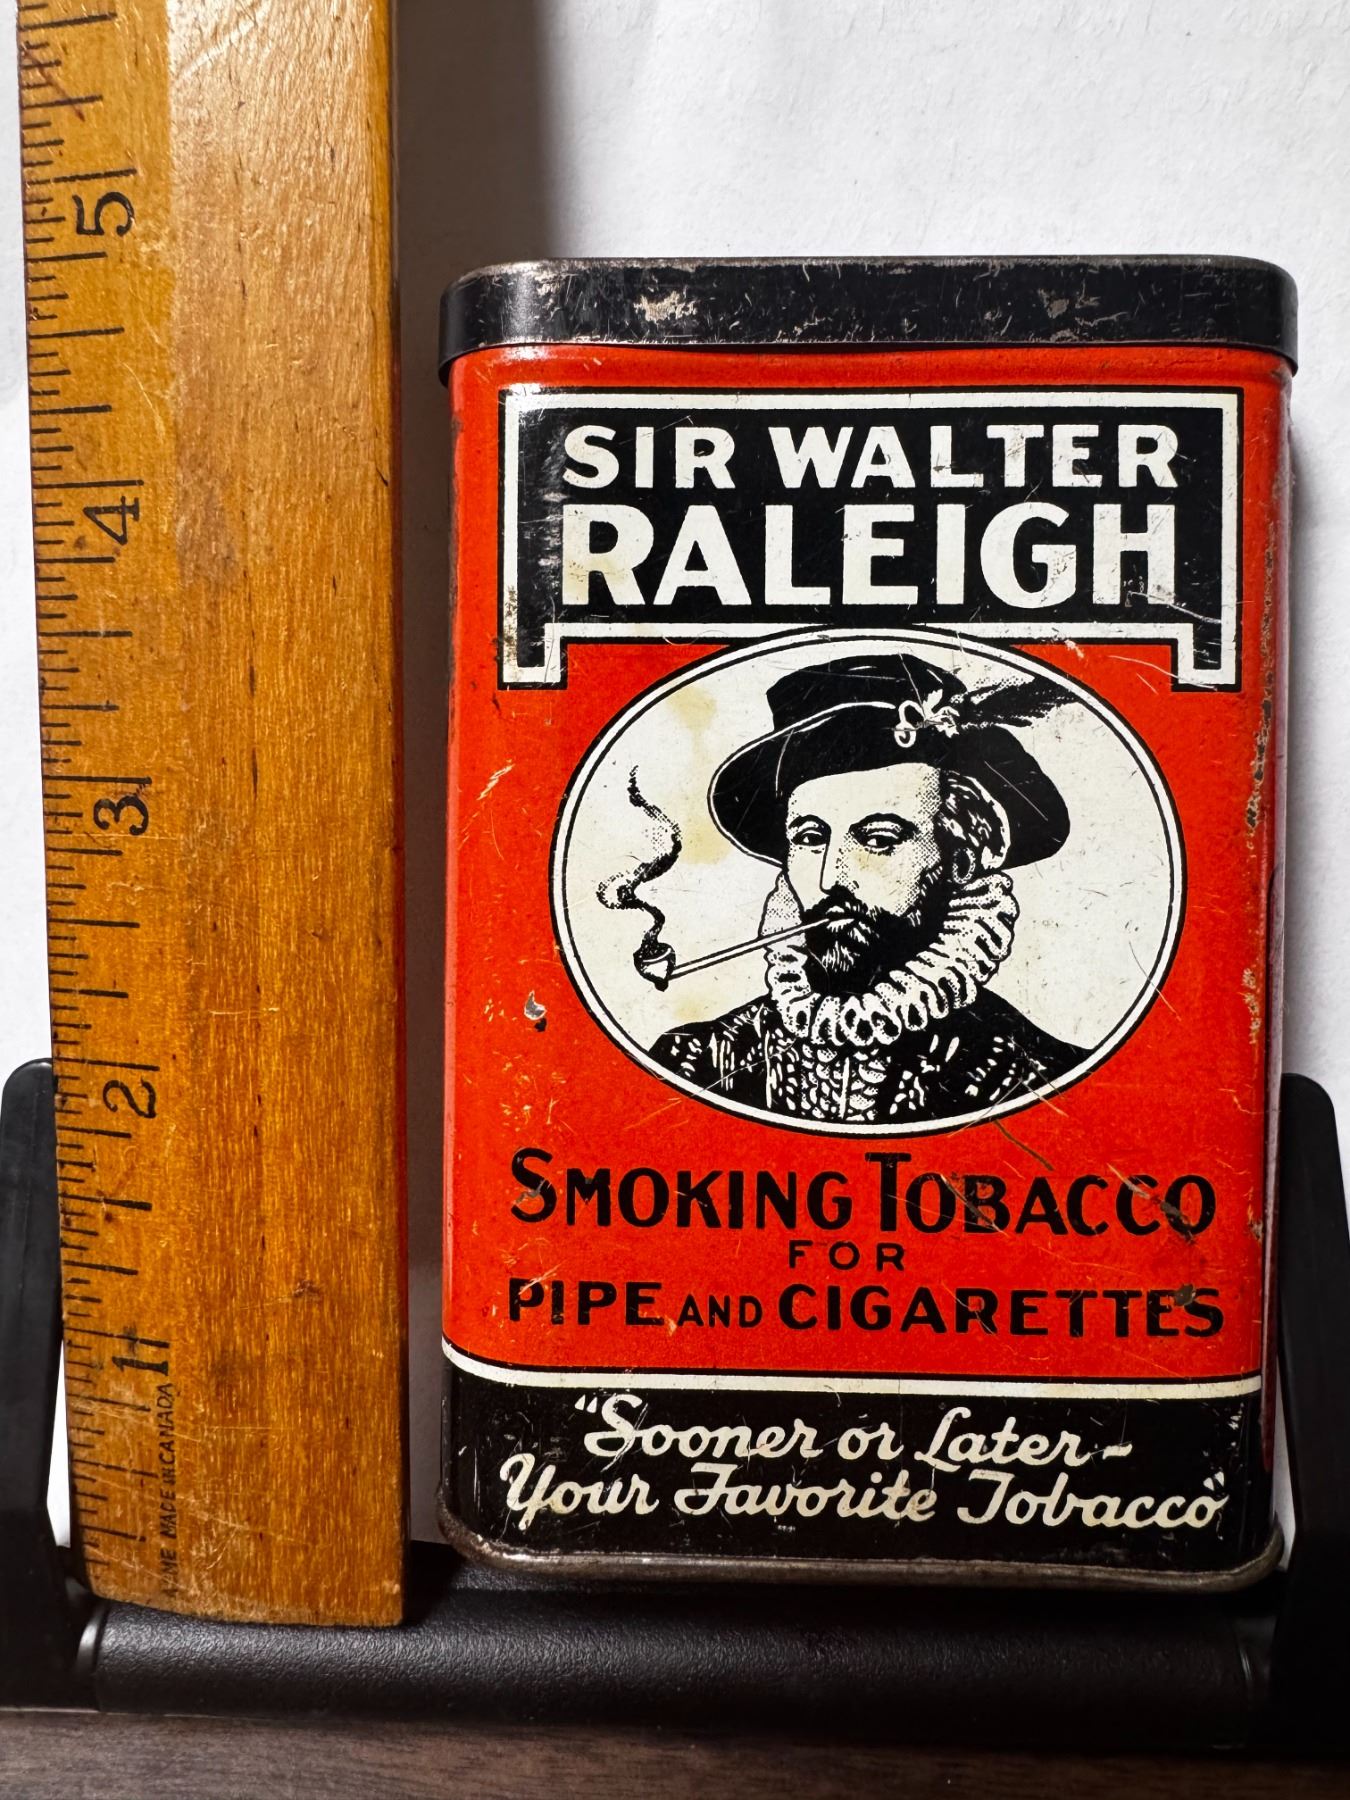 5
4
3
2
1
ACME MADE IN CANADA
SIR WALTER
RALEIGH
SMOKING TOBACCO
FOR
PIPE AND CIGARETTES
"Sooner or Later-
Your Favorite Tobacco"